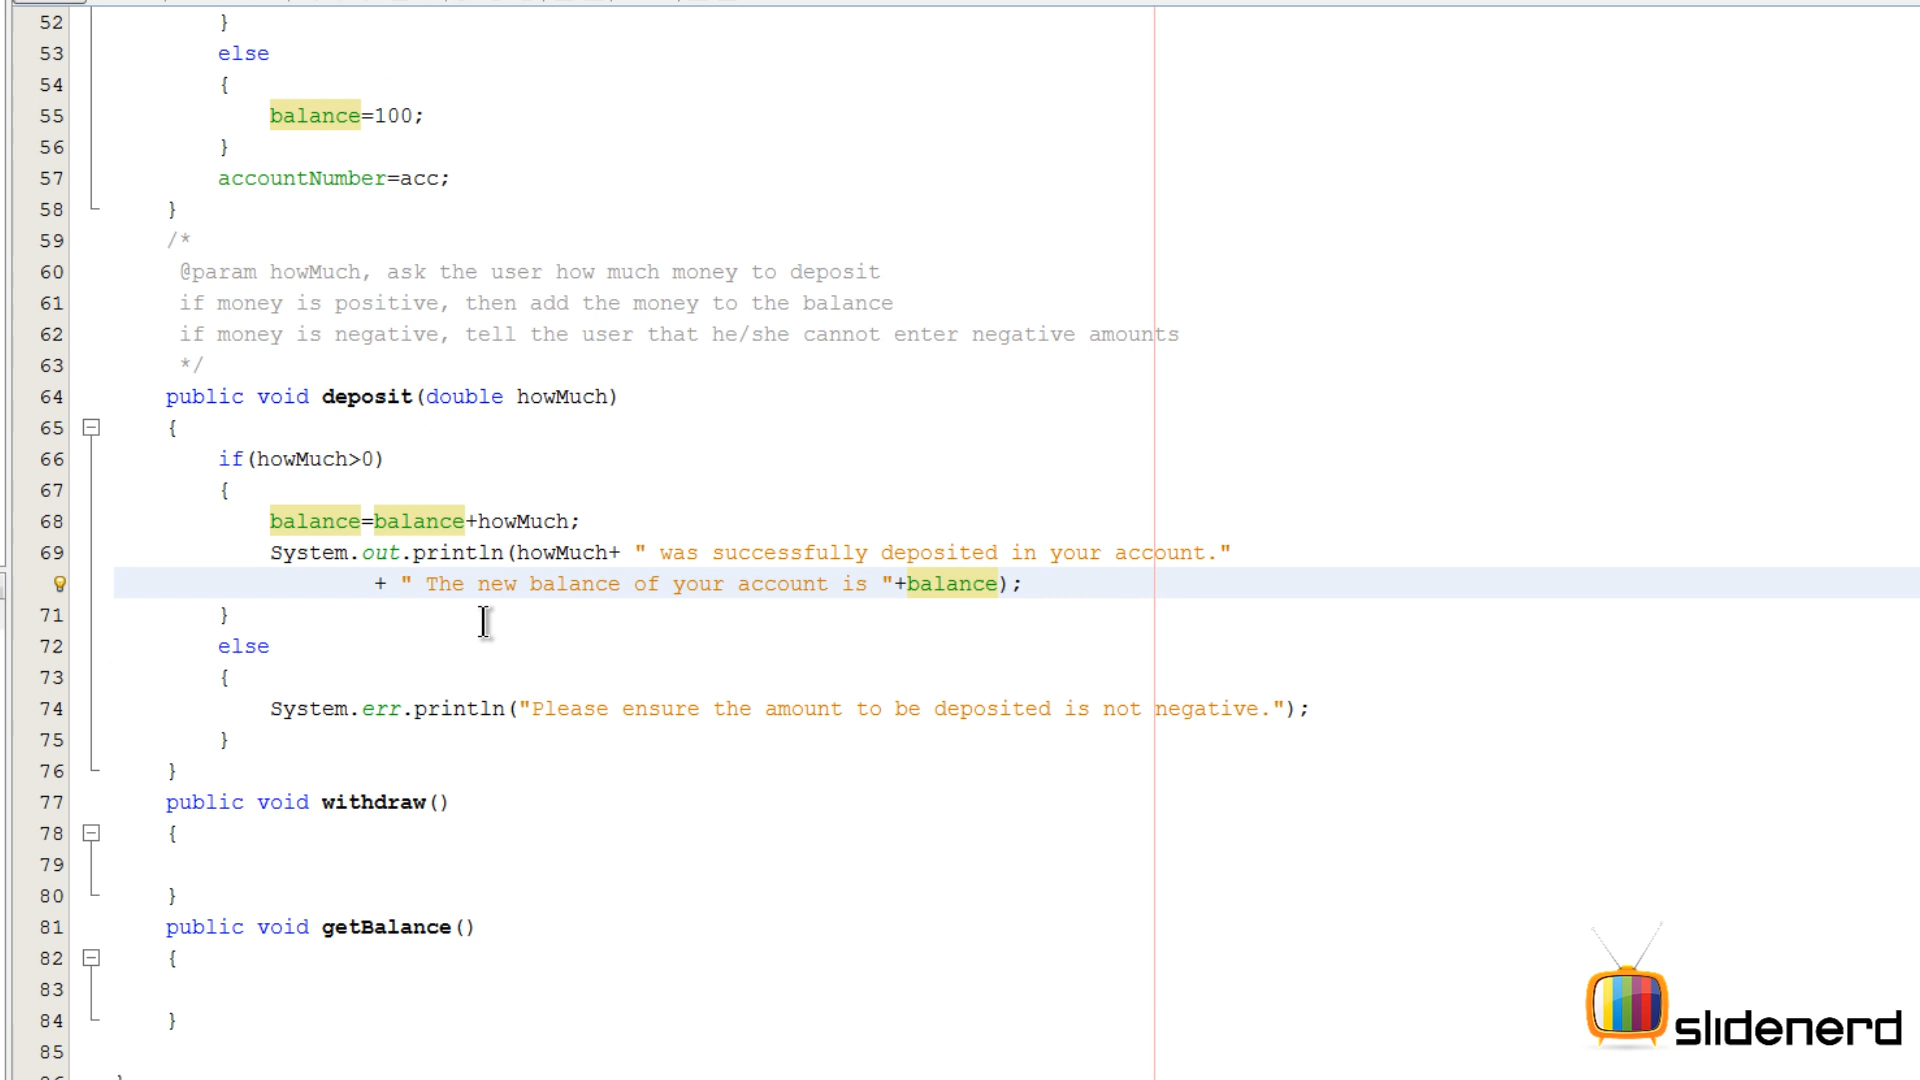 52 }
53 else
54 {
55 balance=100;
56 }
57 accountNumber=acc;
58 }
59 /*
60 @param howMuch, ask the user how much money to deposit
61 if money is positive, then add the money to the balance
62 if money is negative, tell the user that he/she cannot enter negative amounts
63 */
64 public void deposit(double howMuch)
65 {
66 if(howMuch>0)
67 {
68 balance=balance+howMuch;
69 System.out.println(howMuch+ " was successfully deposited in your account."
+ " The new balance of your account is "+balance);
71 }
72 else
73 {
74 System.err.println("Please ensure the amount to be deposited is not negative.");
75 }
76 }
77 public void withdraw()
78 {
79
80 }
81 public void getBalance()
82 {
83
84 }
85
slidenerd